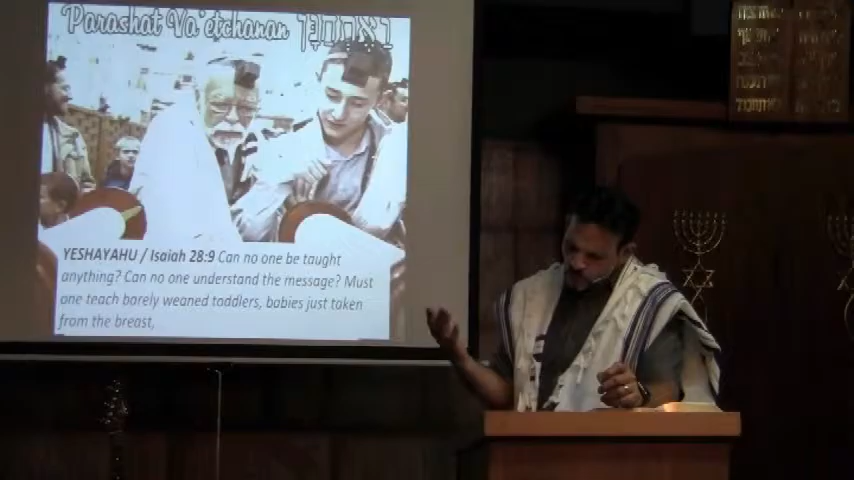 Parashat Va'etchanan וָאֶתְחַנַּן
YESHAYAHU / Isaiah 28:9 Can no one be taught
anything? Can no one understand the message? Must
one teach barely weaned toddlers, babies just taken
from the breast,